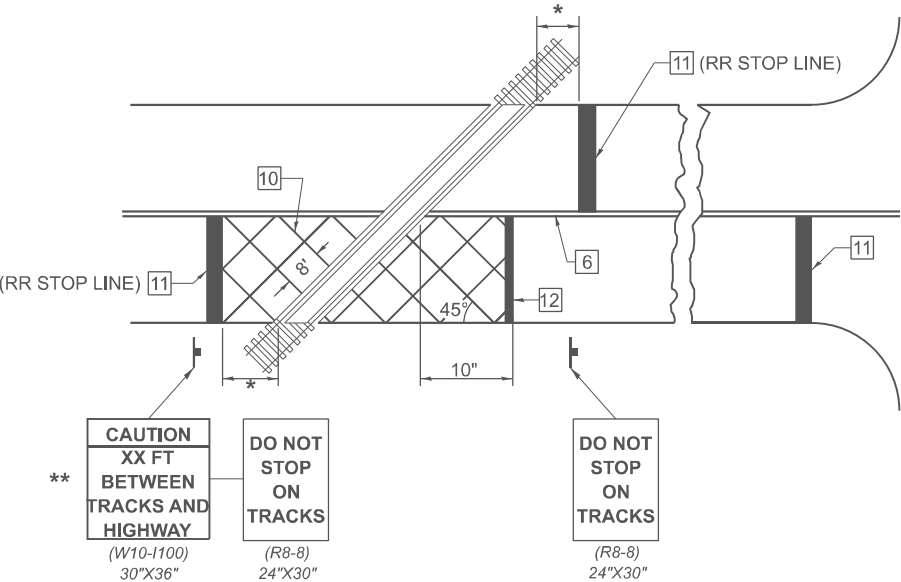 *
11 (RR STOP LINE)
10
8'
(RR STOP LINE) 11
6
11
12
45°
10"
*
CAUTION
XX FT
BETWEEN
TRACKS AND
HIGHWAY
**
(W10-I100)
30"X36"
DO NOT
STOP
ON
TRACKS
(R8-8)
24"X30"
DO NOT
STOP
ON
TRACKS
(R8-8)
24"X30"